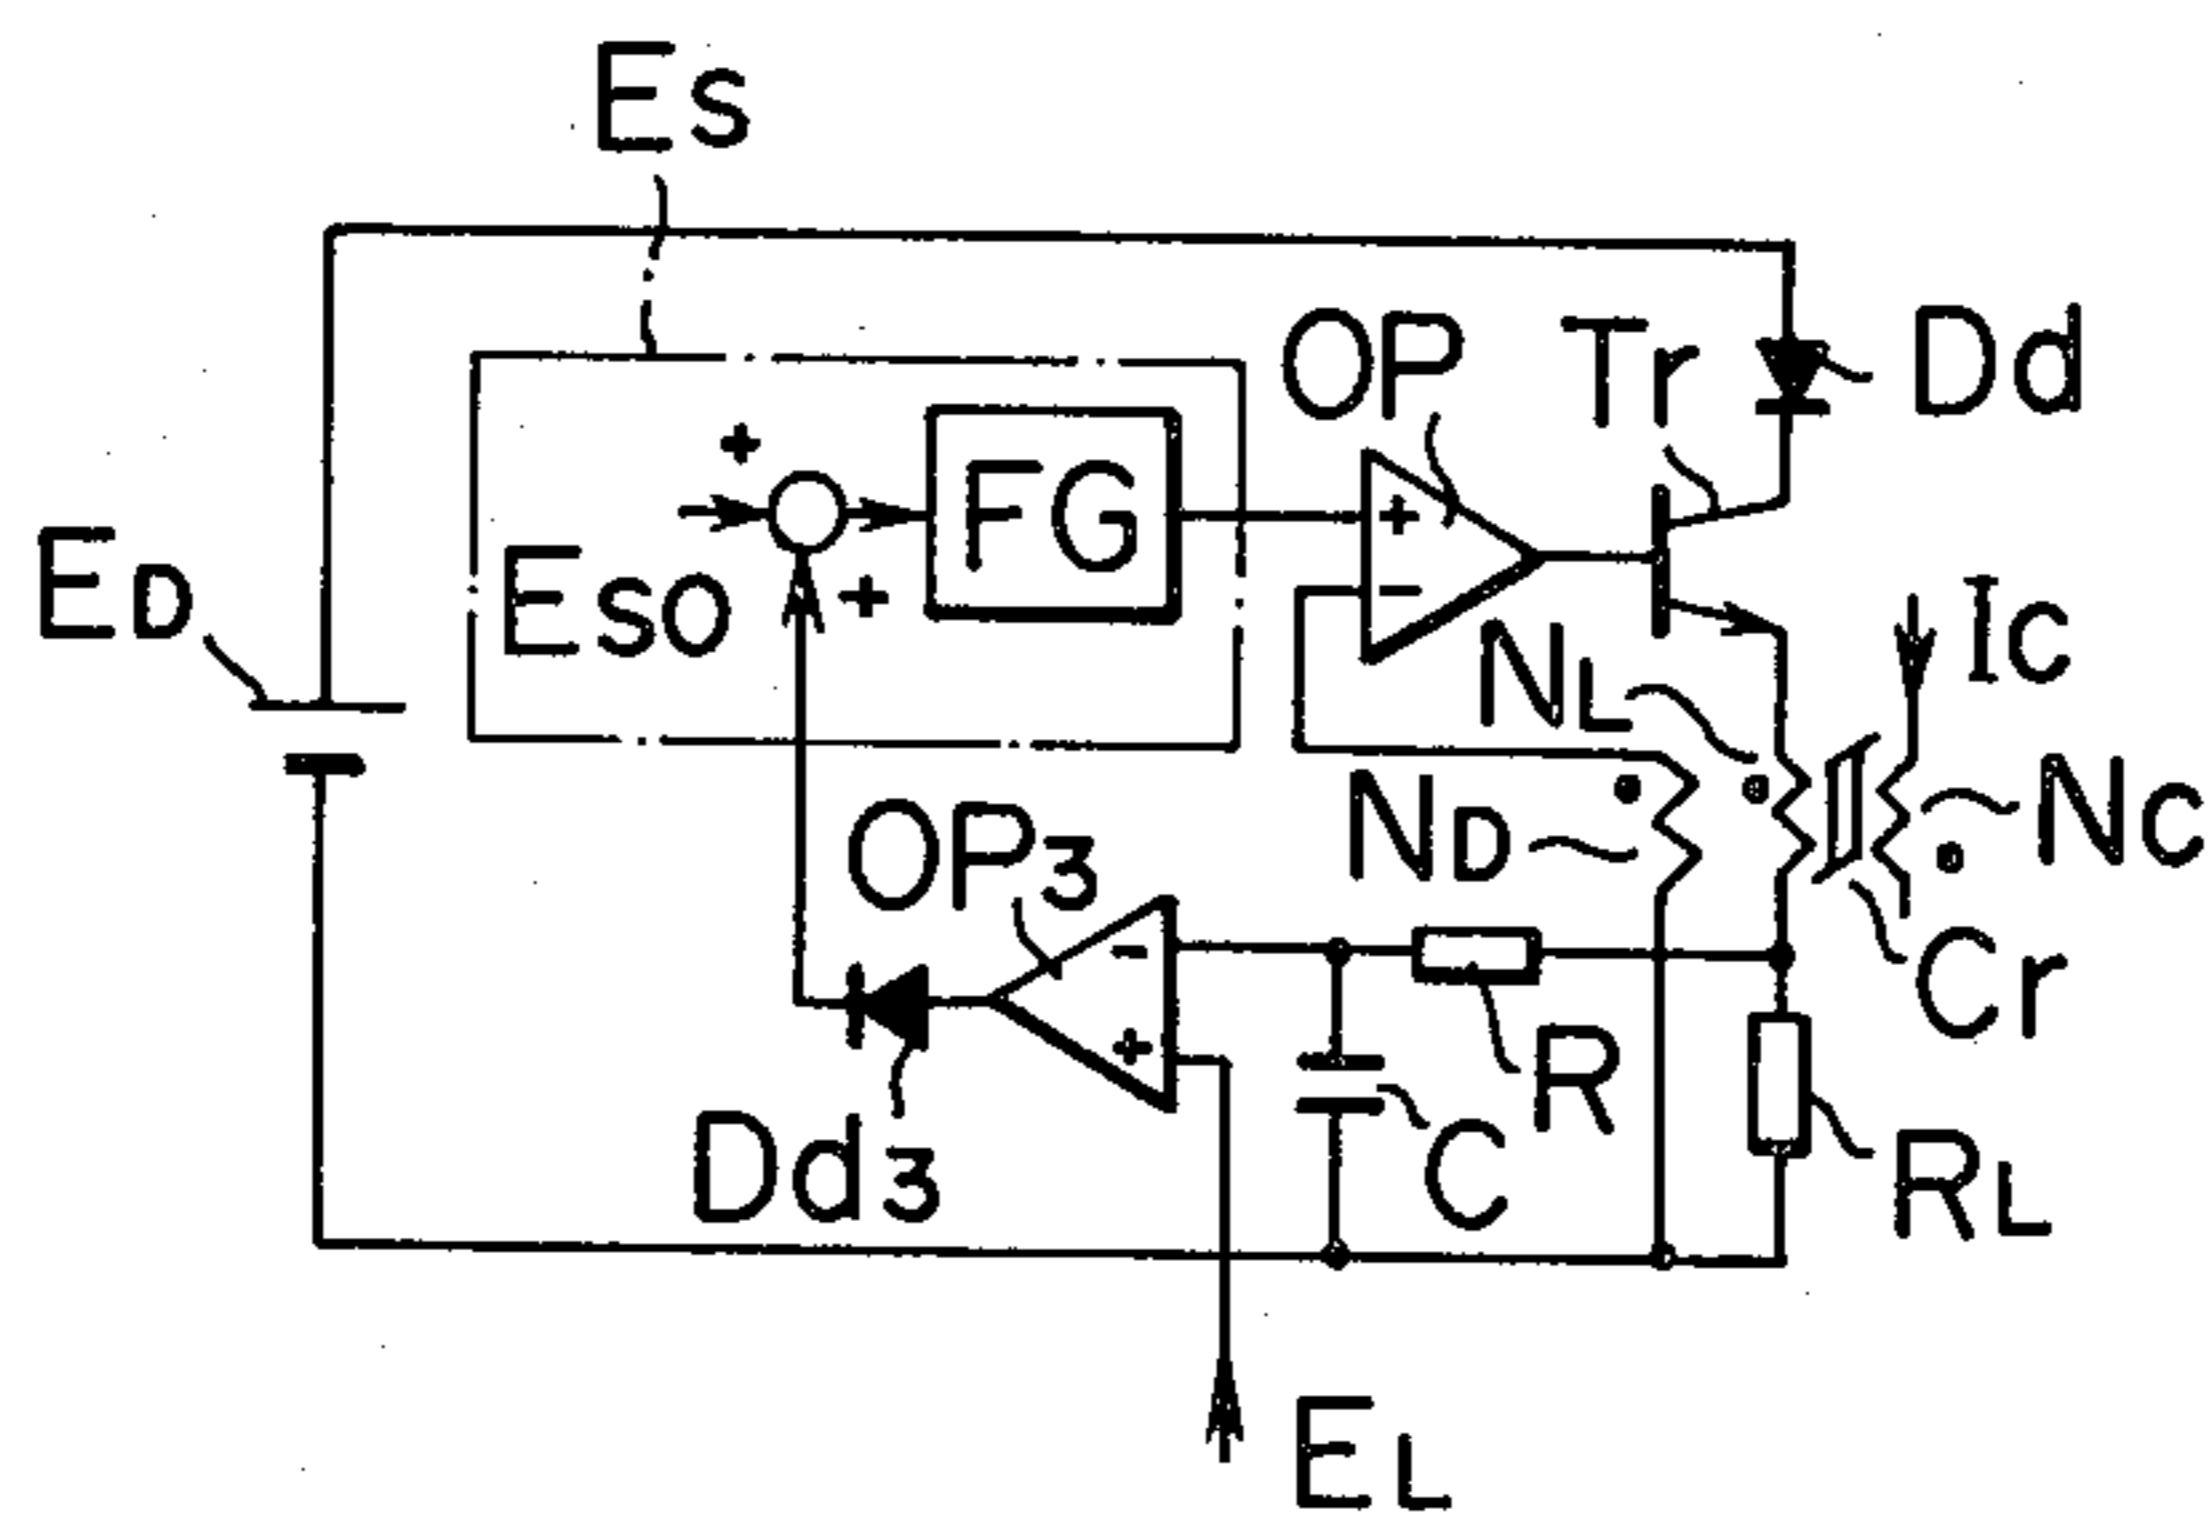 Es
OP Tr Dd
+
FG
+
ED
Eso
+
−
Ic
NL
ND
Nc
OP3
−
+
Cr
R
Dd3
C
RL
EL